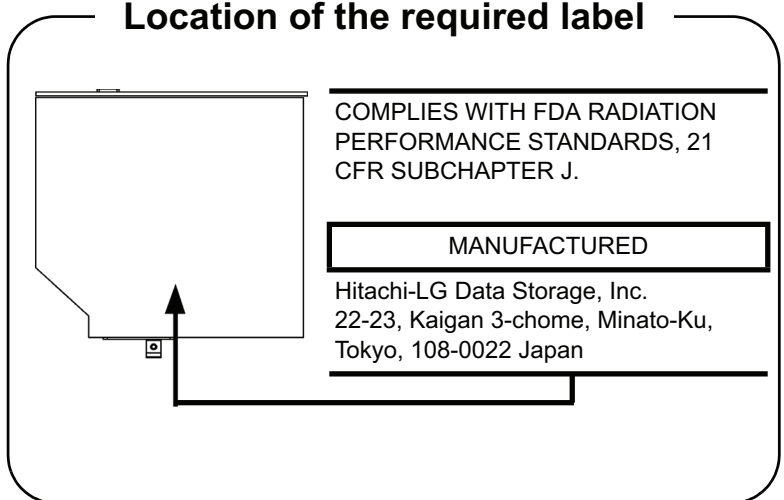 Location of the required label
COMPLIES WITH FDA RADIATION
PERFORMANCE STANDARDS, 21
CFR SUBCHAPTER J.
MANUFACTURED
Hitachi-LG Data Storage, Inc.
22-23, Kaigan 3-chome, Minato-Ku,
Tokyo, 108-0022 Japan